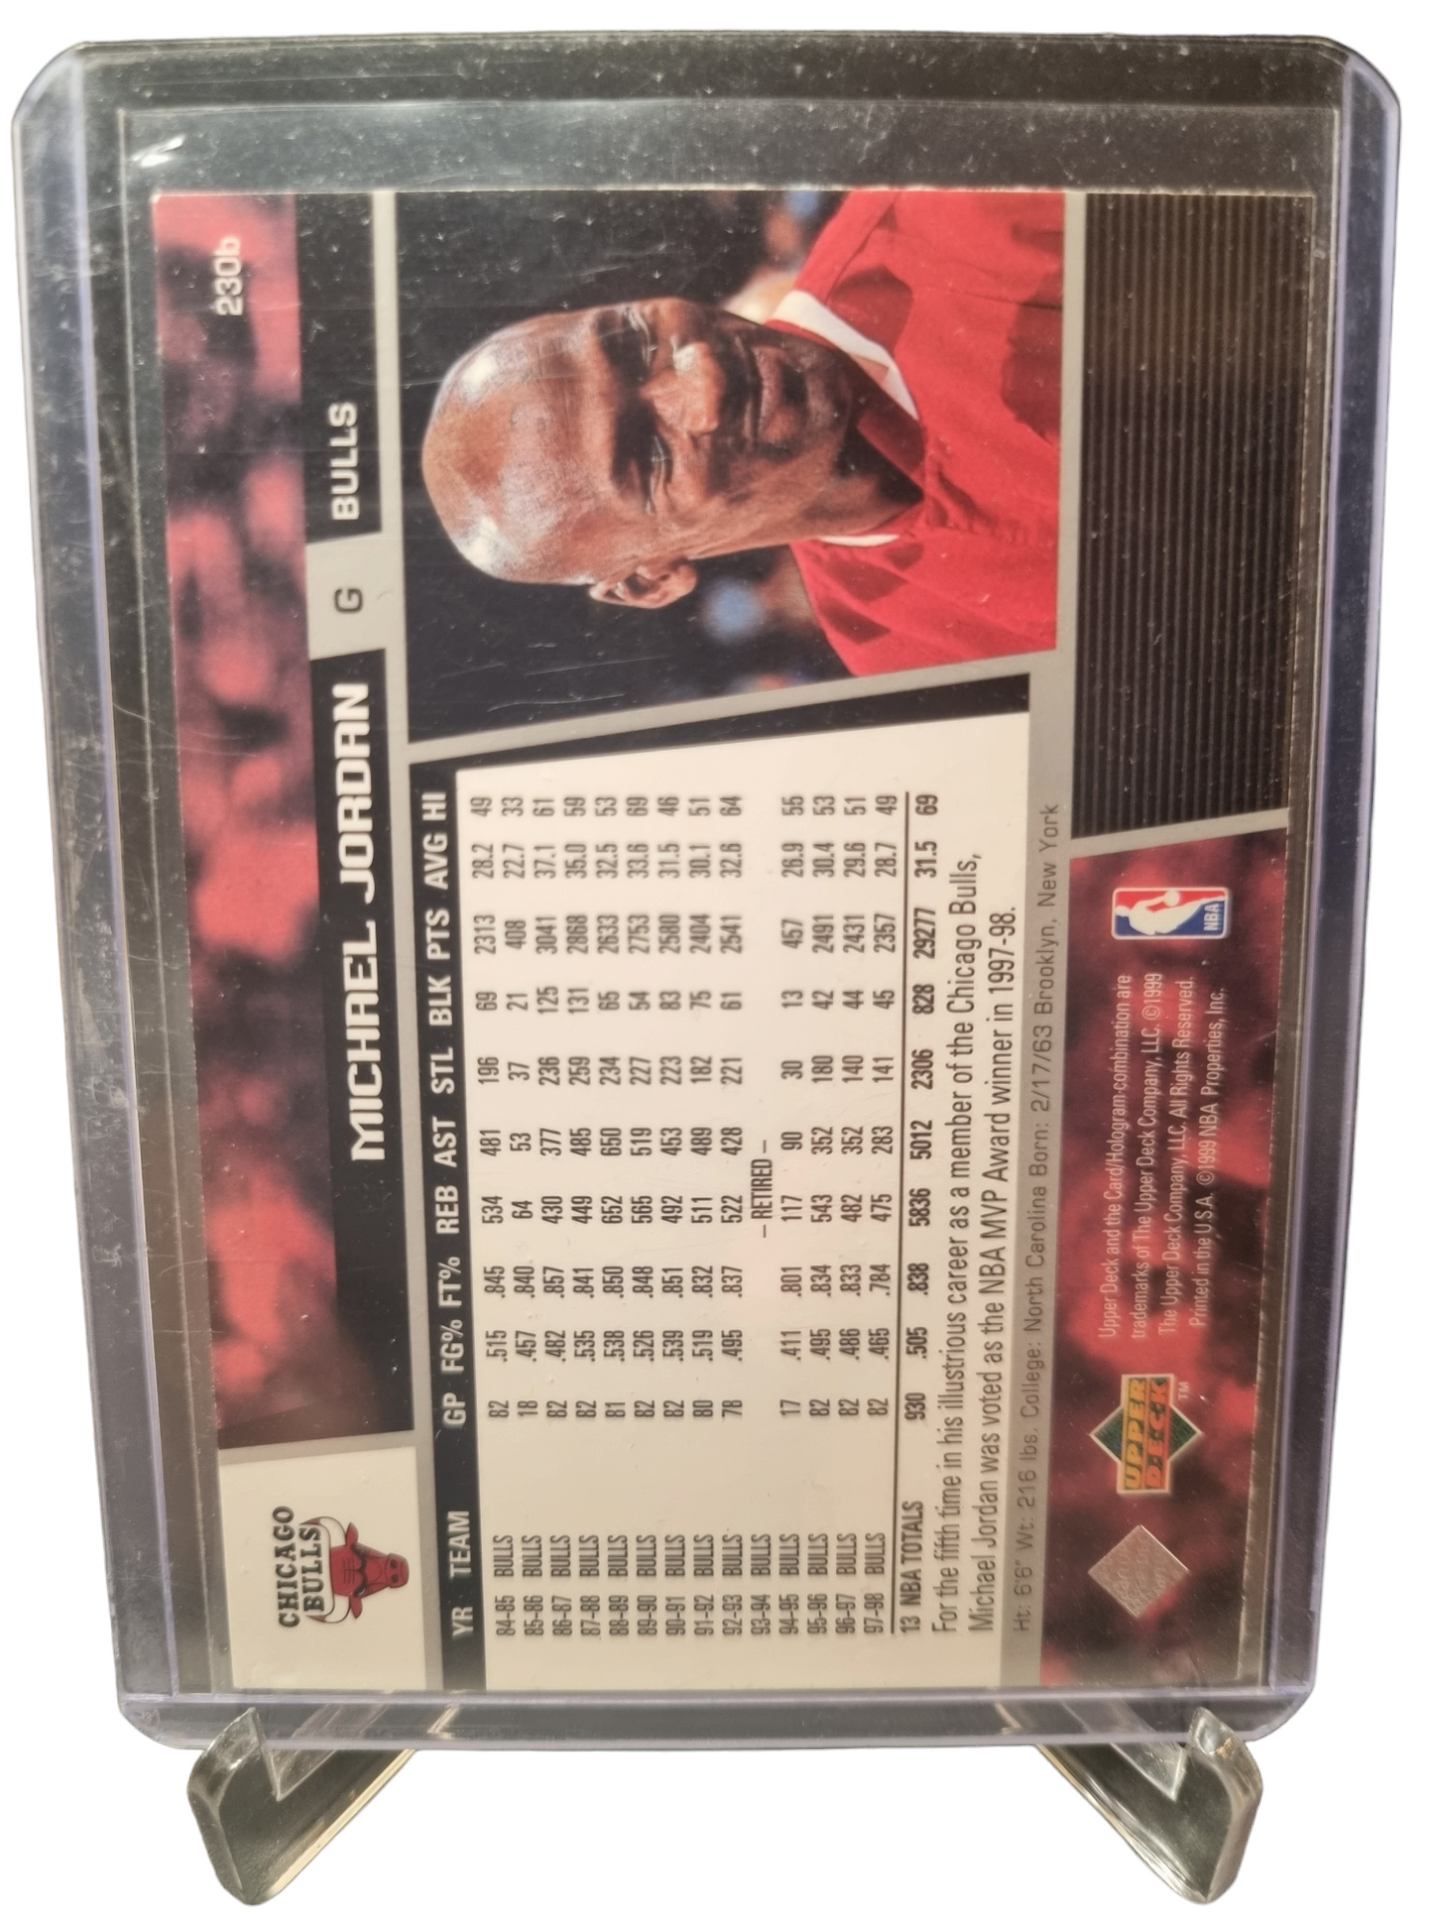 230b
MICHAEL JORDAN G BULLS
CHICAGO
BULLS
YR TEAM GP FG% FT% REB AST STL BLK PTS AVG HI
84-85 BULLS 82 .515 .845 534 481 196 69 2313 28.2 49
85-86 BULLS 18 .457 .840 64 53 37 21 408 22.7 33
86-87 BULLS 82 .482 .857 430 377 236 125 3041 37.1 61
87-88 BULLS 82 .535 .841 449 485 259 131 2868 35.0 59
88-89 BULLS 81 .538 .850 652 650 234 65 2633 32.5 53
89-90 BULLS 82 .526 .848 565 519 227 54 2753 33.6 69
90-91 BULLS 82 .539 .851 492 453 223 83 2580 31.5 46
91-92 BULLS 80 .519 .832 511 489 182 75 2404 30.1 51
92-93 BULLS 78 .495 .837 522 428 221 61 2541 32.6 64
93-94 BULLS – RETIRED –
94-95 BULLS 17 .411 .801 117 90 30 13 457 26.9 55
95-96 BULLS 82 .495 .834 543 352 180 42 2491 30.4 53
96-97 BULLS 82 .486 .833 482 352 140 44 2431 29.6 51
97-98 BULLS 82 .465 .784 475 283 141 45 2357 28.7 49
13 NBA TOTALS 930 .505 .838 5836 5012 2306 828 29277 31.5 69
For the fifth time in his illustrious career as a member of the Chicago Bulls,
Michael Jordan was voted as the NBA MVP Award winner in 1997-98.
Ht: 6'6" Wt: 216 lbs. College: North Carolina Born: 2/17/63 Brooklyn, New York
UPPER
DECK
TM
Upper Deck and the Card/Hologram combination are
trademarks of The Upper Deck Company, LLC. ©1999
The Upper Deck Company, LLC. All Rights Reserved.
Printed in the U.S.A. ©1999 NBA Properties, Inc.
NBA